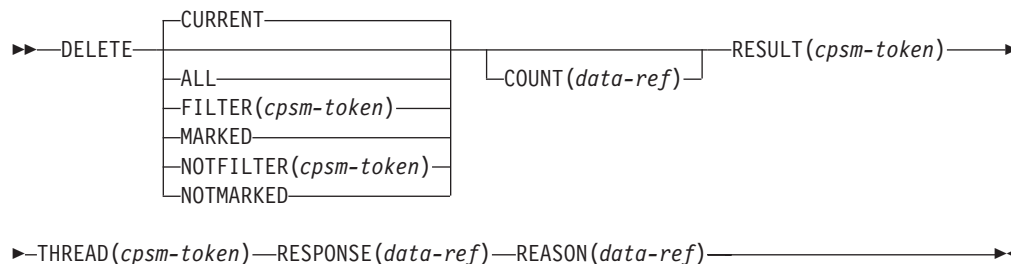 CURRENT
DELETE
ALL
FILTER(cpsm-token)
MARKED
NOTFILTER(cpsm-token)
NOTMARKED
COUNT(data-ref)
RESULT(cpsm-token)
THREAD(cpsm-token) RESPONSE(data-ref) REASON(data-ref)